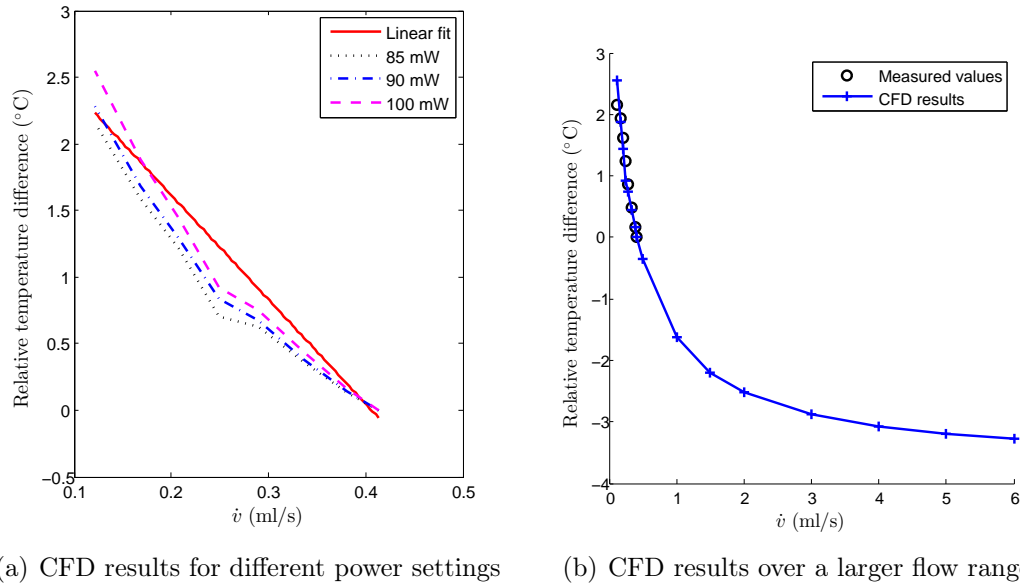 3
2.5
2
1.5
1
0.5
0
−0.5
0.1
0.2
0.3
0.4
0.5
Relative temperature difference (°C)
v̇ (ml/s)
Linear fit
85 mW
90 mW
100 mW
3
2
1
0
−1
−2
−3
−4
0
1
2
3
4
5
6
Relative temperature difference (°C)
v̇ (ml/s)
Measured values
CFD results
a) CFD results for different power settings
(b) CFD results over a larger flow rang